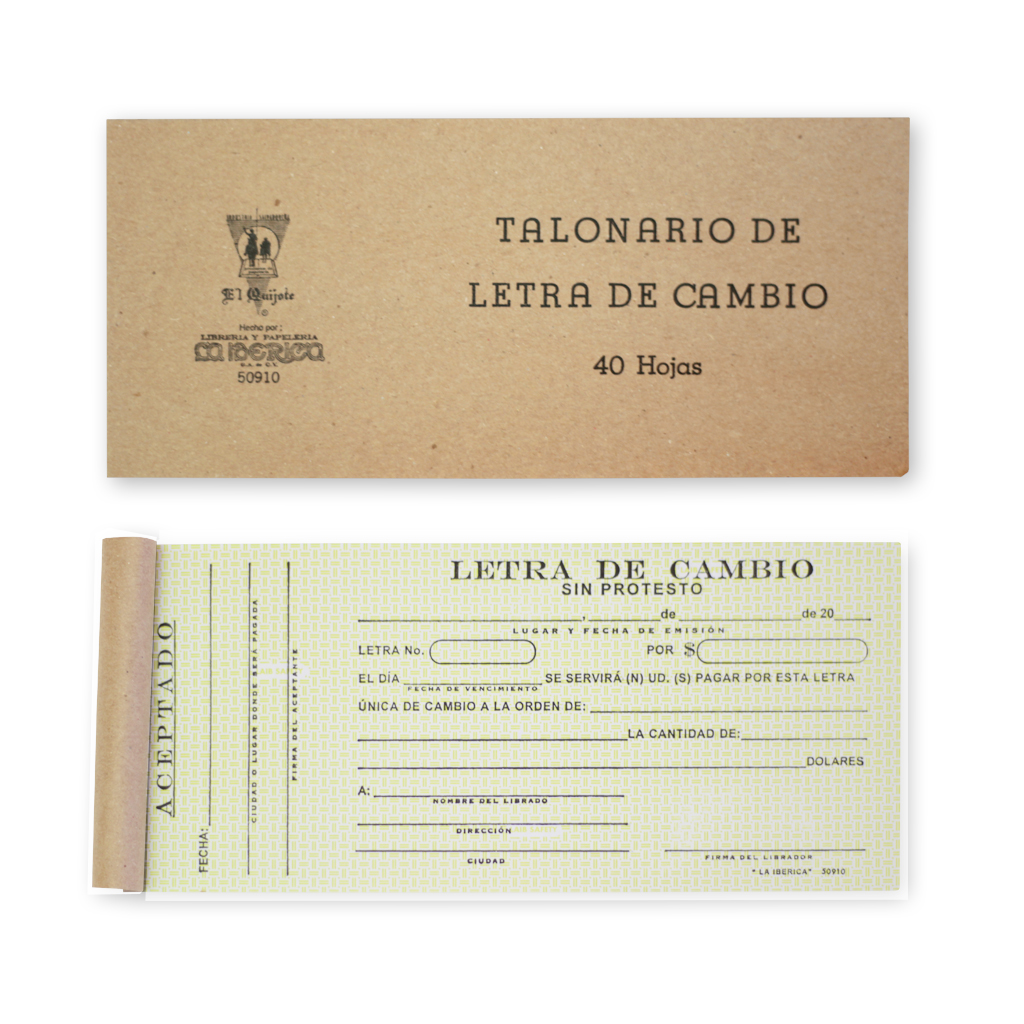 El Quijote
®
Hecho por ;
LIBRERIA Y PAPELERIA
LA IBERICA
S.A. de C.V.
50910
TALONARIO DE
LETRA DE CAMBIO
40 Hojas
ACEPTADO
FECHA:
CIUDAD O LUGAR DONDE SERÁ PAGADA
FIRMA DEL ACEPTANTE
LETRA DE CAMBIO
SIN PROTESTO
, de de 20
LUGAR Y FECHA DE EMISIÓN
LETRA No. POR $
EL DÍA SE SERVIRÁ (N) UD. (S) PAGAR POR ESTA LETRA
FECHA DE VENCIMIENTO
ÚNICA DE CAMBIO A LA ORDEN DE:
LA CANTIDAD DE:
DOLARES
A:
NOMBRE DEL LIBRADO
DIRECCIÓN
CIUDAD
FIRMA DEL LIBRADOR
" LA IBERICA" 50910